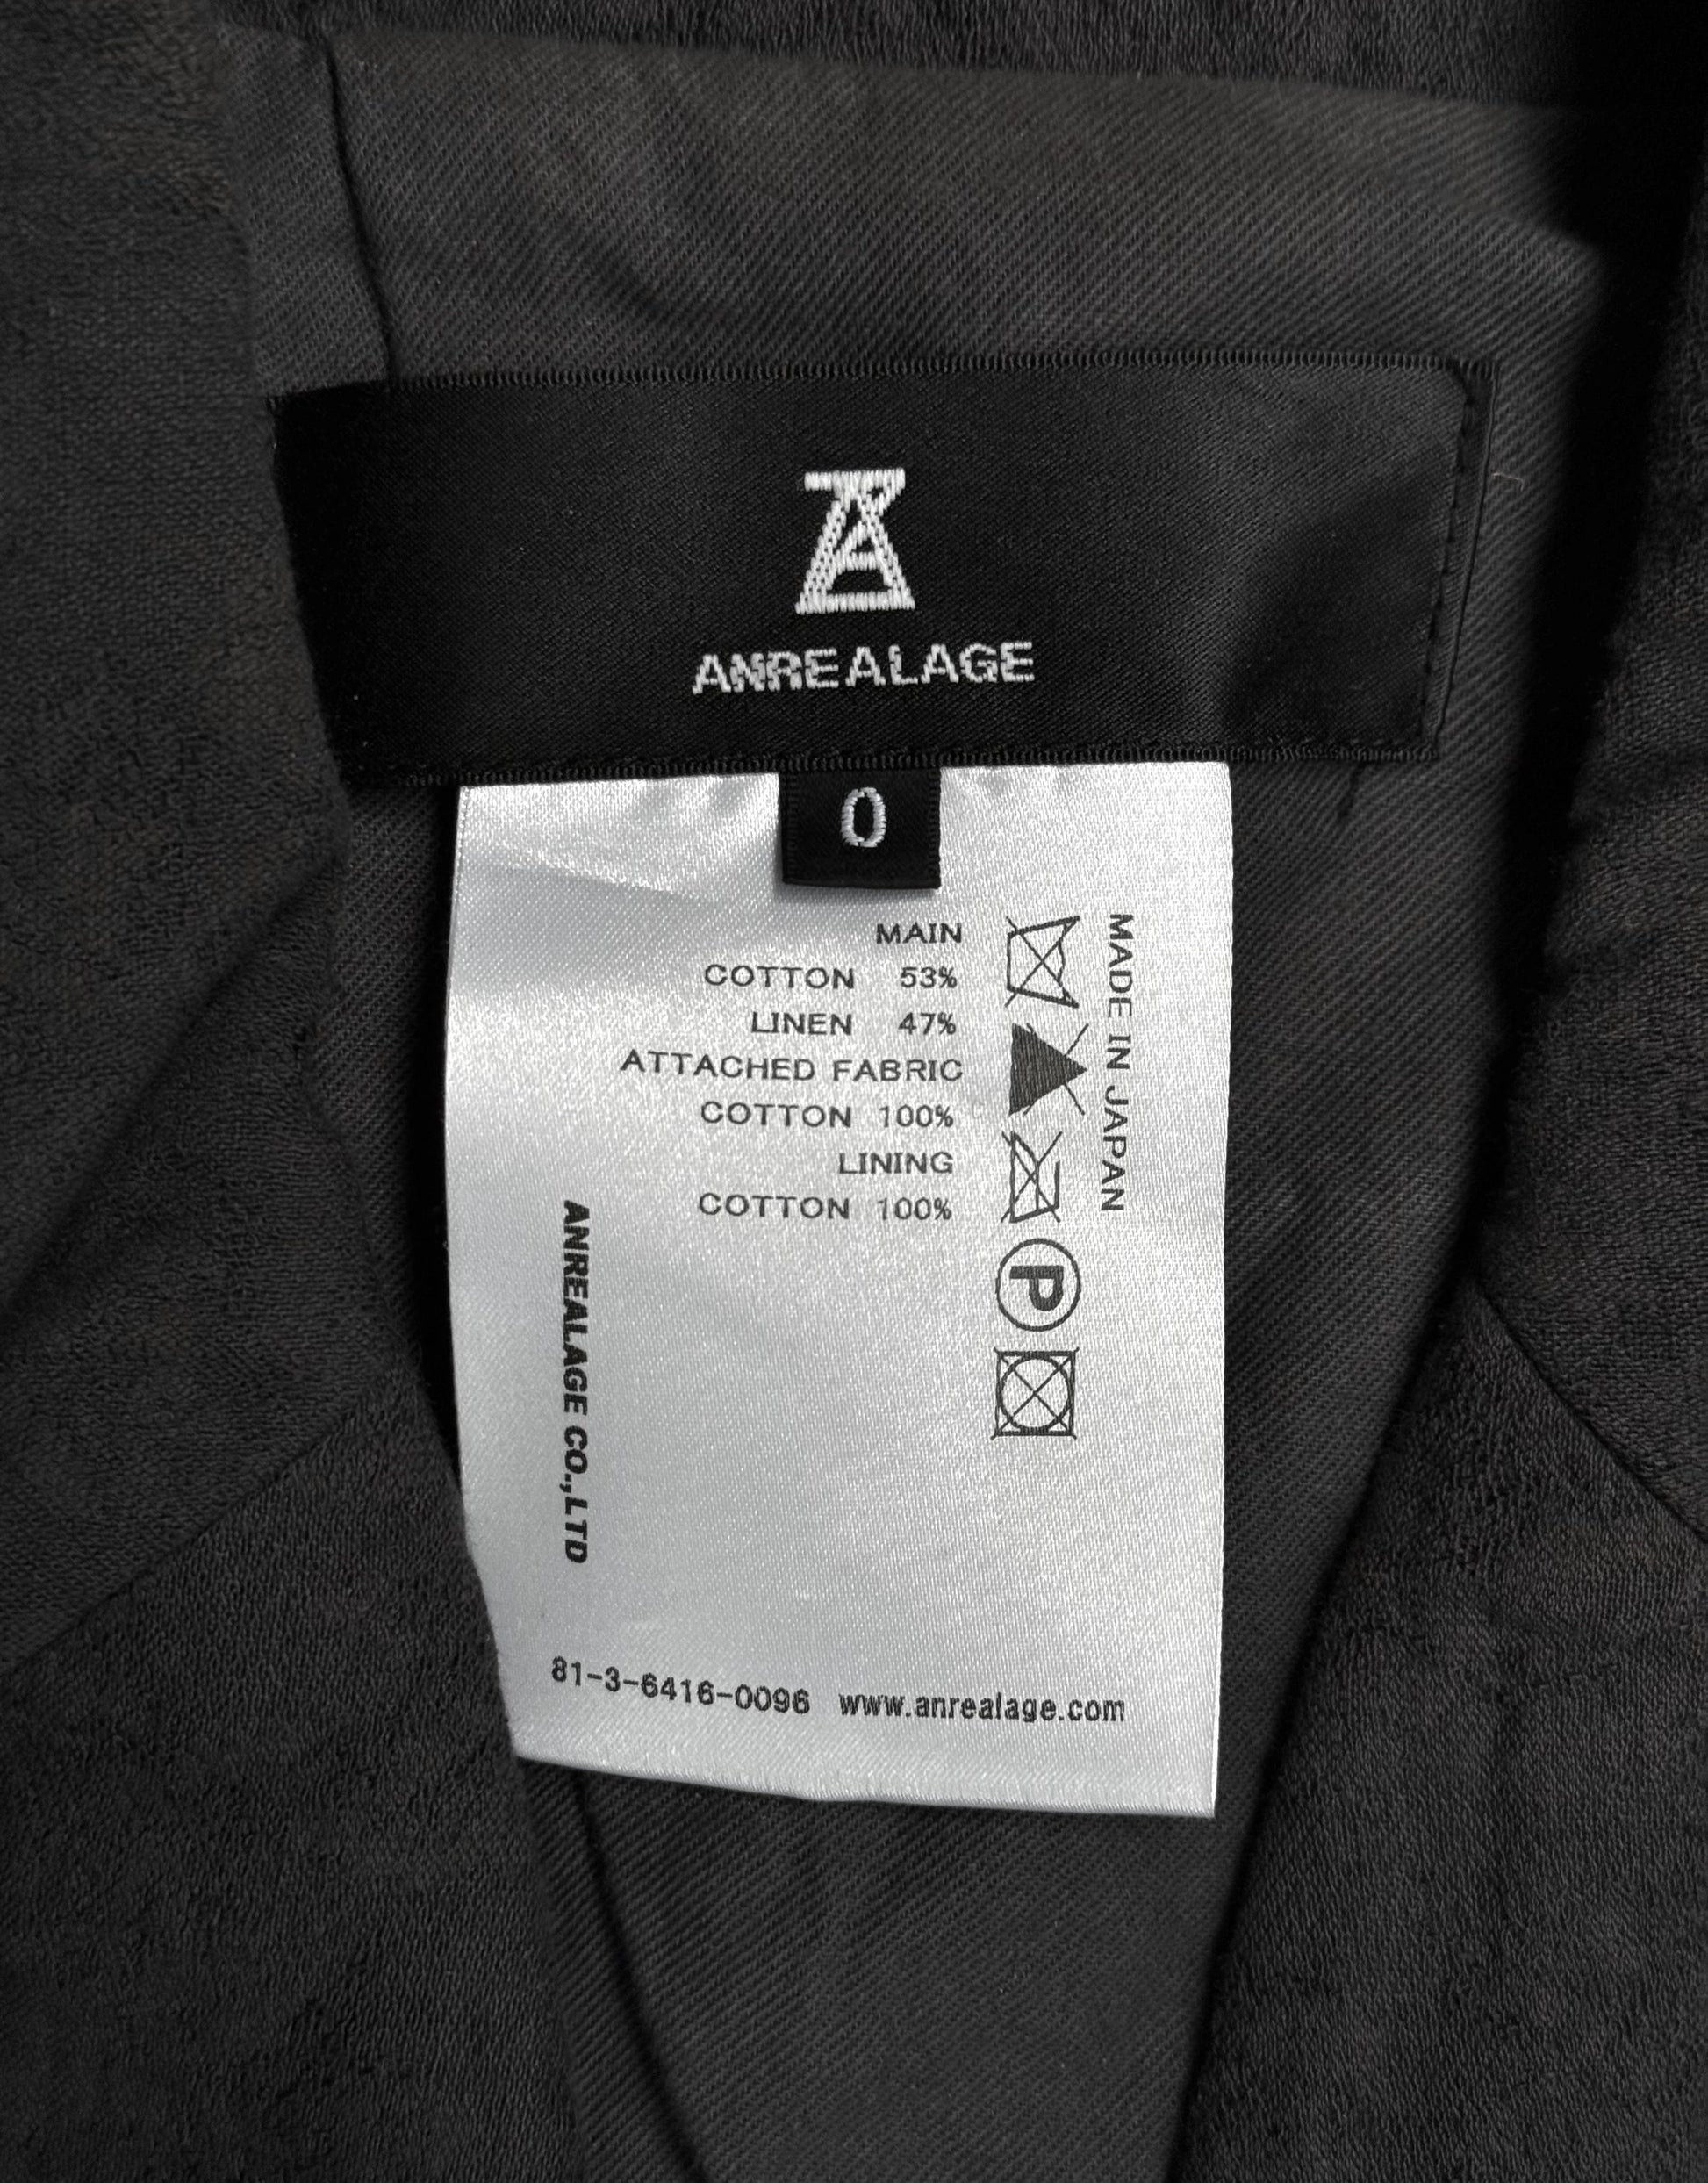 ANREALAGE
0
MAIN
COTTON 53%
LINEN 47%
ATTACHED FABRIC
COTTON 100%
LINING
COTTON 100%
MADE IN JAPAN
P
ANREALAGE CO.,LTD
81-3-6416-0096 www.anrealage.com